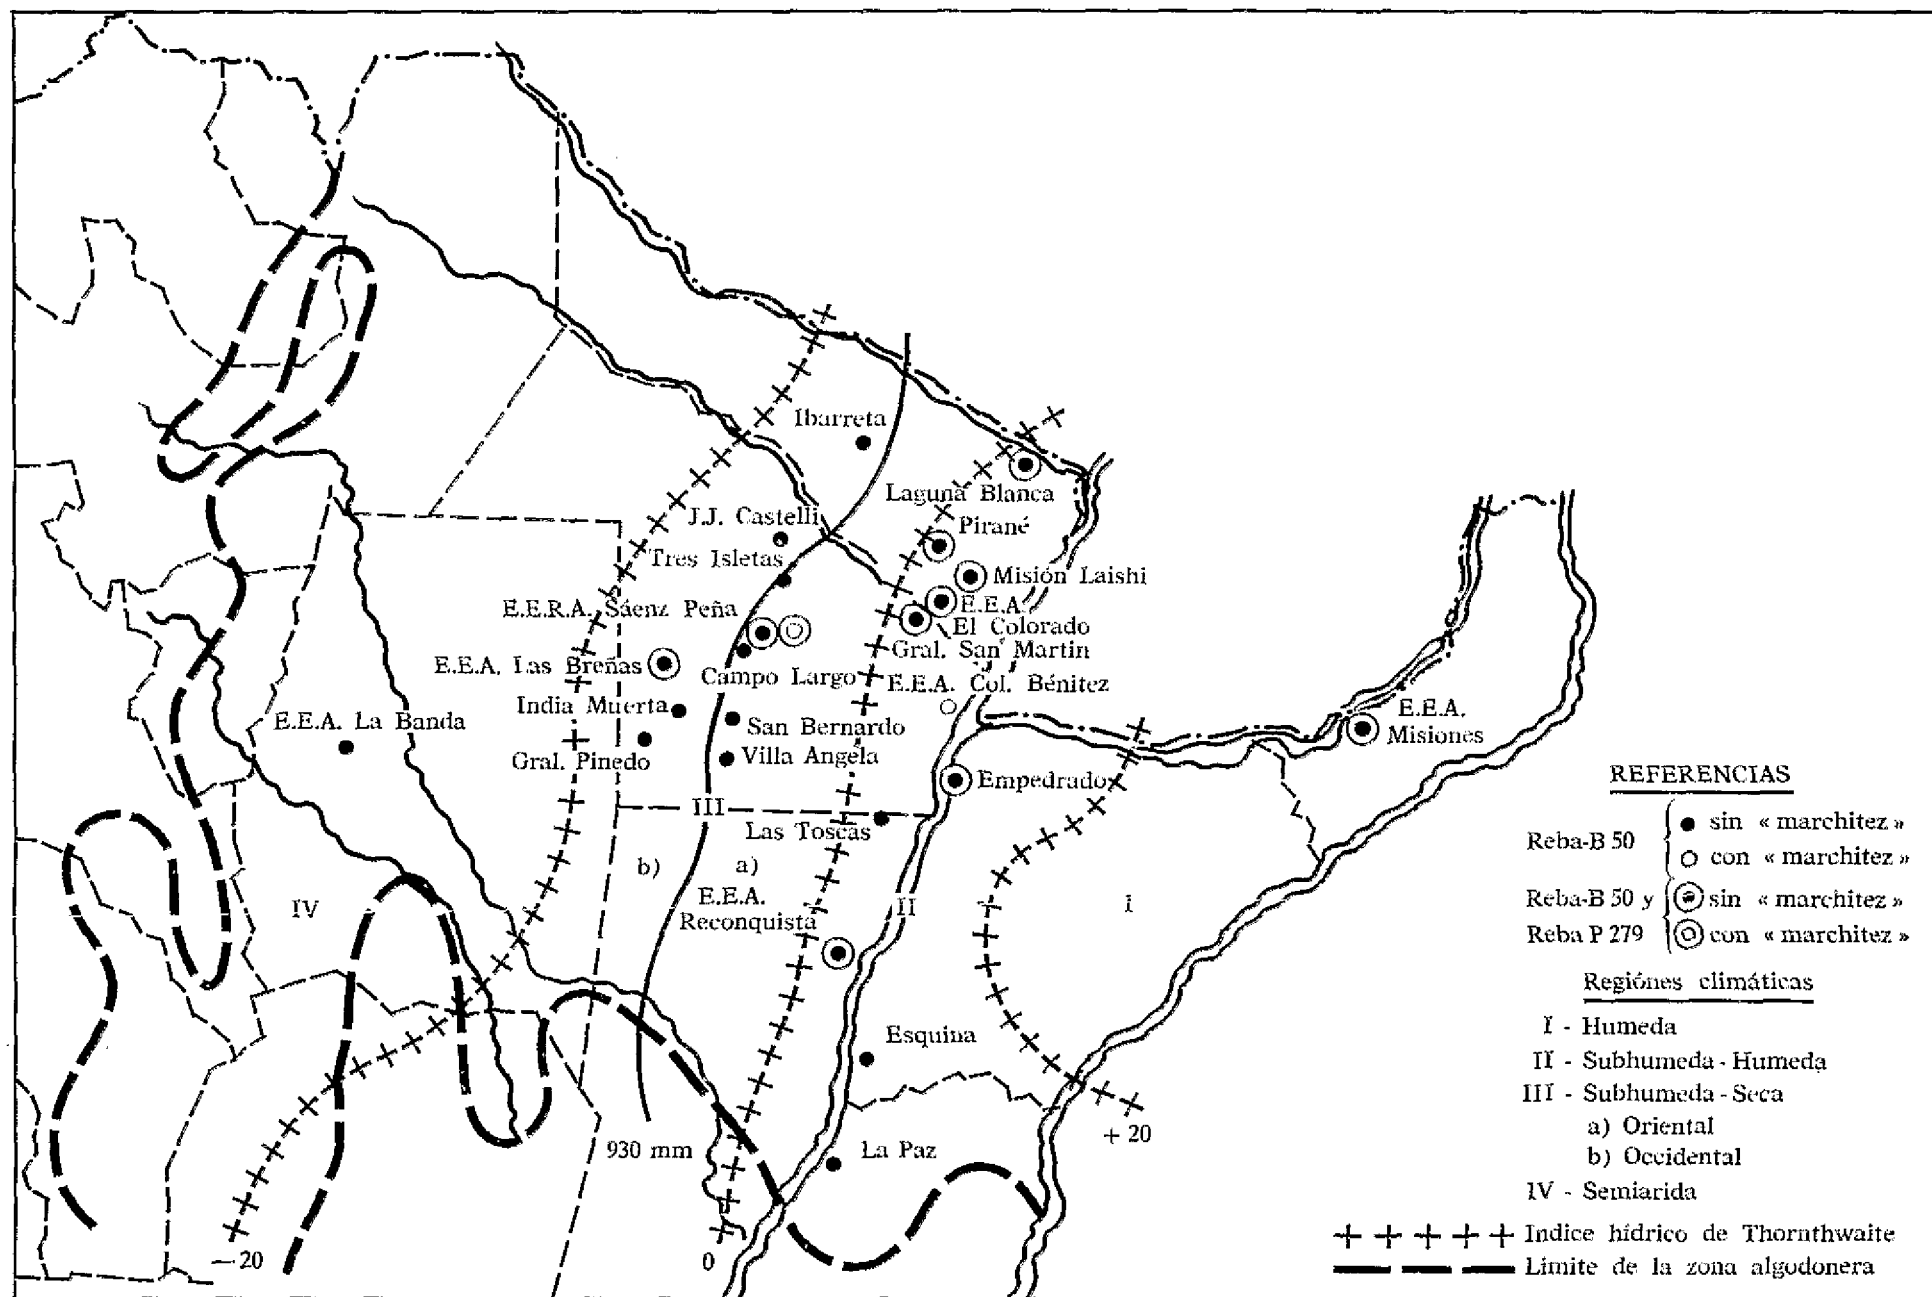 Ibarreta
Laguna Blanca
J.J. Castelli
Pirané
Tres Isletas
Misión Laishi
E.E.R.A. Sáenz Peña
E.E.A.
El Colorado
Gral. San Martin
E.E.A. Las Breñas
Campo Largo
E.E.A. Col. Bénitez
India Muerta
E.E.A. La Banda
San Bernardo
E.E.A.
Misiones
Gral. Pinedo
Villa Angela
Empedrado
III
Las Toscas
b)
a)
IV
E.E.A.
Reconquista
II
I
Esquina
930 mm
La Paz
+ 20
— 20
0
REFERENCIAS
Reba-B 50
sin « marchitez »
con « marchitez »
Reba-B 50 y
sin « marchitez »
Reba P 279
con « marchitez »
Regiónes climáticas
I - Humeda
II - Subhumeda - Humeda
III - Subhumeda - Seca
a) Oriental
b) Occidental
IV - Semiarida
Indice hídrico de Thornthwaite
Limite de la zona algodonera